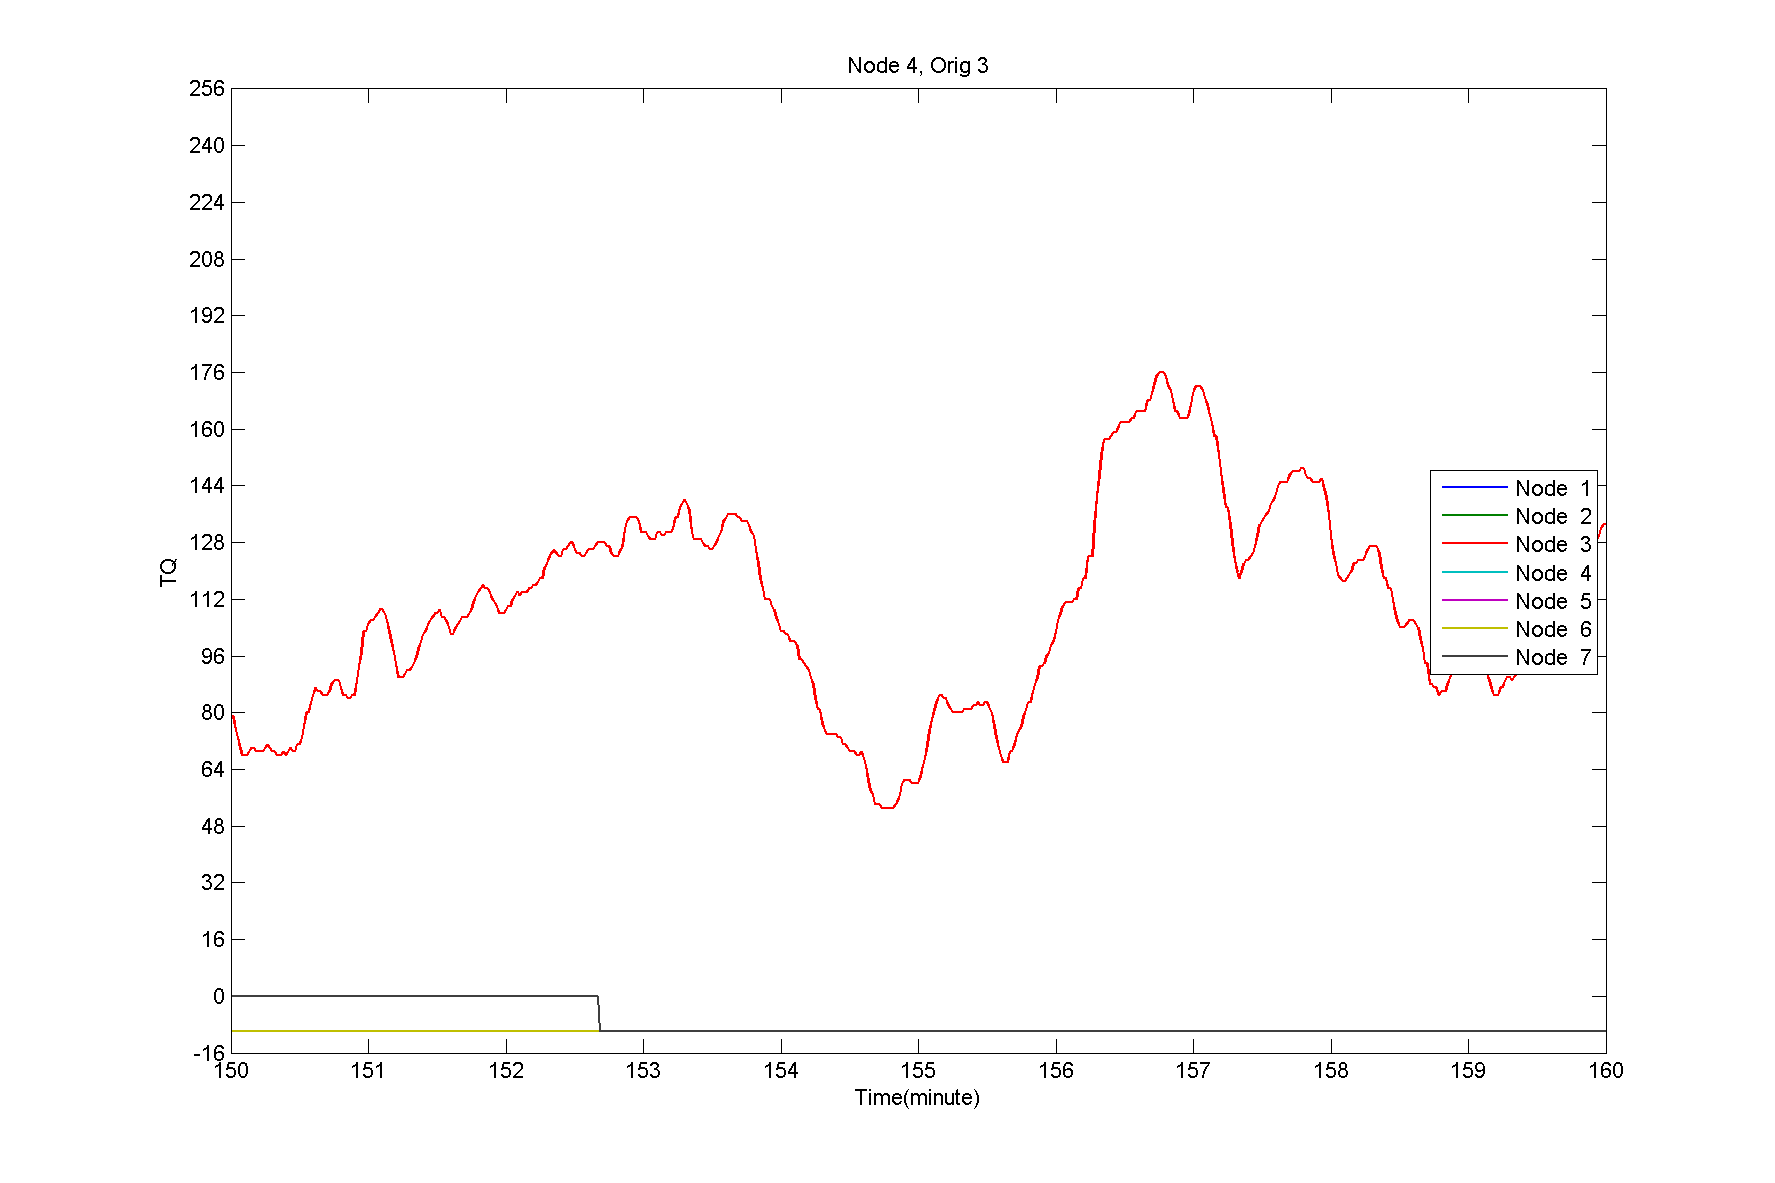 Node 4, Orig 3
256
240
224
208
192
176
160
144
128
112
96
80
64
48
32
16
0
-16
TQ
Node 1
Node 2
Node 3
Node 4
Node 5
Node 6
Node 7
150 151 152 153 154 155 156 157 158 159 160
Time(minute)